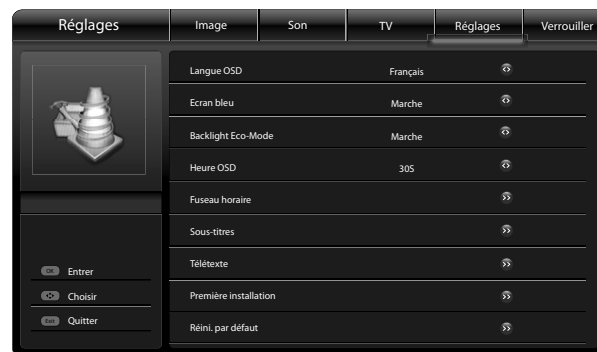 Réglages
Image Son TV Réglages Verrouiller
Langue OSD Français
Ecran bleu Marche
Backlight Eco-Mode Marche
Heure OSD 30S
Fuseau horaire
Sous-titres
Télétexte
Première installation
Réini. par défaut
OK Entrer
Choisir
Exit Quitter